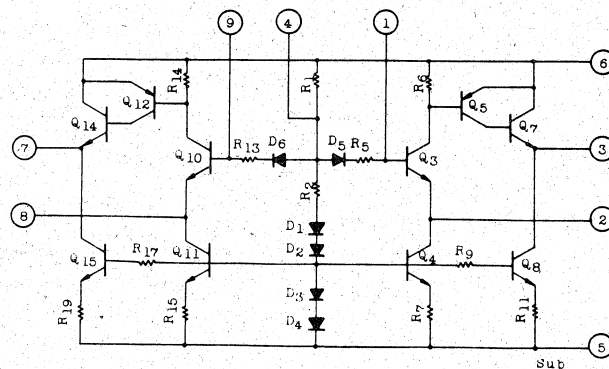 9 4 1
6
R14 R1 R6
Q12 Q5
Q14 Q7
7 Q10 R13 D6 D5 R5 Q3 3
R2
8 2
D1
Q11 D2 Q4
Q15 R17 R9 Q8
D3
R19 R15 D4 R7 R11
5
Sub